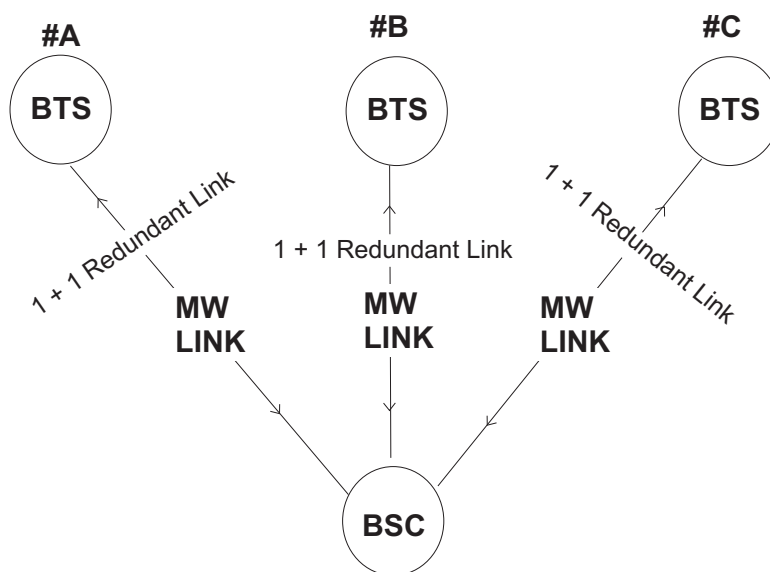 #A
#B
#C
BTS
BTS
BTS
1 + 1 Redundant Link
1 + 1 Redundant Link
1 + 1 Redundant Link
MW
LINK
MW
LINK
MW
LINK
BSC